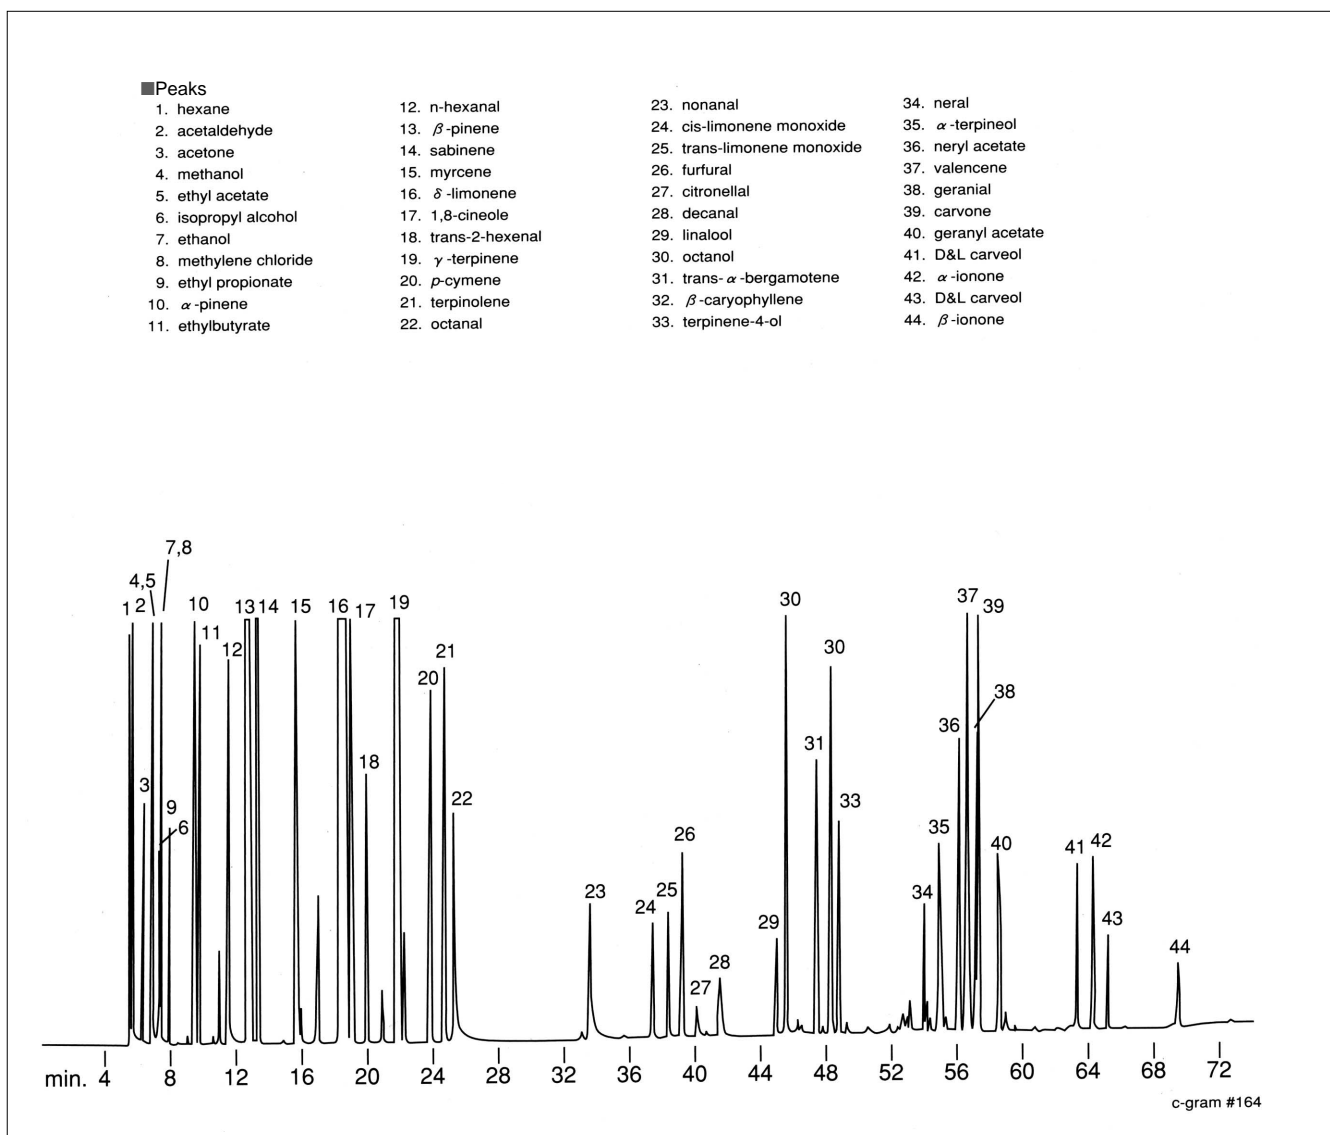 ■Peaks
1. hexane
2. acetaldehyde
3. acetone
4. methanol
5. ethyl acetate
6. isopropyl alcohol
7. ethanol
8. methylene chloride
9. ethyl propionate
10. α-pinene
11. ethylbutyrate
12. n-hexanal
13. β-pinene
14. sabinene
15. myrcene
16. δ-limonene
17. 1,8-cineole
18. trans-2-hexenal
19. γ-terpinene
20. p-cymene
21. terpinolene
22. octanal
23. nonanal
24. cis-limonene monoxide
25. trans-limonene monoxide
26. furfural
27. citronellal
28. decanal
29. linalool
30. octanol
31. trans-α-bergamotene
32. β-caryophyllene
33. terpinene-4-ol
34. neral
35. α-terpineol
36. neryl acetate
37. valencene
38. geranial
39. carvone
40. geranyl acetate
41. D&L carveol
42. α-ionone
43. D&L carveol
44. β-ionone
7,8
4,5
1 2
10
13 14
15
16 17
19
30
37
39
11
12
21
30
20
38
36
31
18
3
22
33
9
6
35
26
40
41
42
23
25
34
24
29
43
28
44
27
min. 4 8 12 16 20 24 28 32 36 40 44 48 52 56 60 64 68 72
c-gram #164